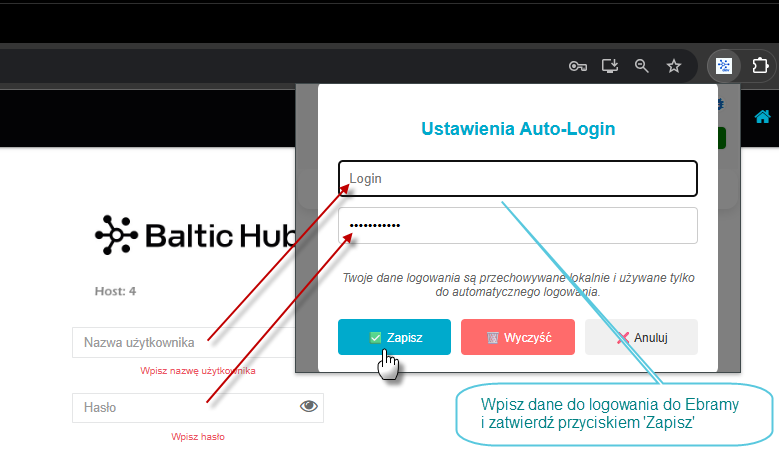 Ustawienia Auto-Login
Login
•••••••••••
Twoje dane logowania są przechowywane lokalnie i używane tylko
do automatycznego logowania.
✅ Zapisz
🗑️ Wyczyść
❌ Anuluj
Baltic Hub
Host: 4
Nazwa użytkownika
Wpisz nazwę użytkownika
Hasło
Wpisz hasło
Wpisz dane do logowania do Ebramy
i zatwierdź przyciskiem 'Zapisz'